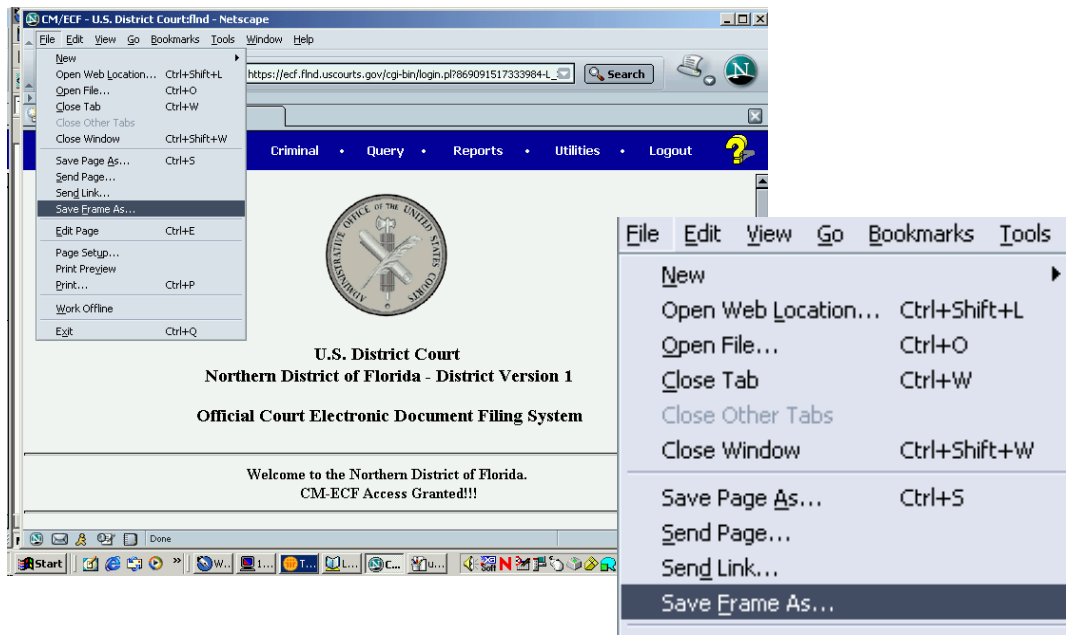 CM/ECF - U.S. District Court:flnd - Netscape
File Edit View Go Bookmarks Tools Window Help
New
Open Web Location... Ctrl+Shift+L
https://ecf.flnd.uscourts.gov/cgi-bin/login.pl?869091517333984-L_
Search
Open File... Ctrl+O
Close Tab Ctrl+W
Close Other Tabs
Close Window Ctrl+Shift+W
Criminal • Query • Reports • Utilities • Logout ?
Save Page As... Ctrl+S
Send Page...
Send Link...
Save Frame As...
Edit Page Ctrl+E
Page Setup...
Print Preview
Print... Ctrl+P
Work Offline
Exit Ctrl+Q
ADMINISTRATIVE OFFICE OF THE UNITED STATES COURTS
U.S. District Court
Northern District of Florida - District Version 1
Official Court Electronic Document Filing System
Welcome to the Northern District of Florida.
CM-ECF Access Granted!!!
Done
Start W... 1... T... L... C... u...
File Edit View Go Bookmarks Tools
New
Open Web Location... Ctrl+Shift+L
Open File... Ctrl+O
Close Tab Ctrl+W
Close Other Tabs
Close Window Ctrl+Shift+W
Save Page As... Ctrl+S
Send Page...
Send Link...
Save Frame As...